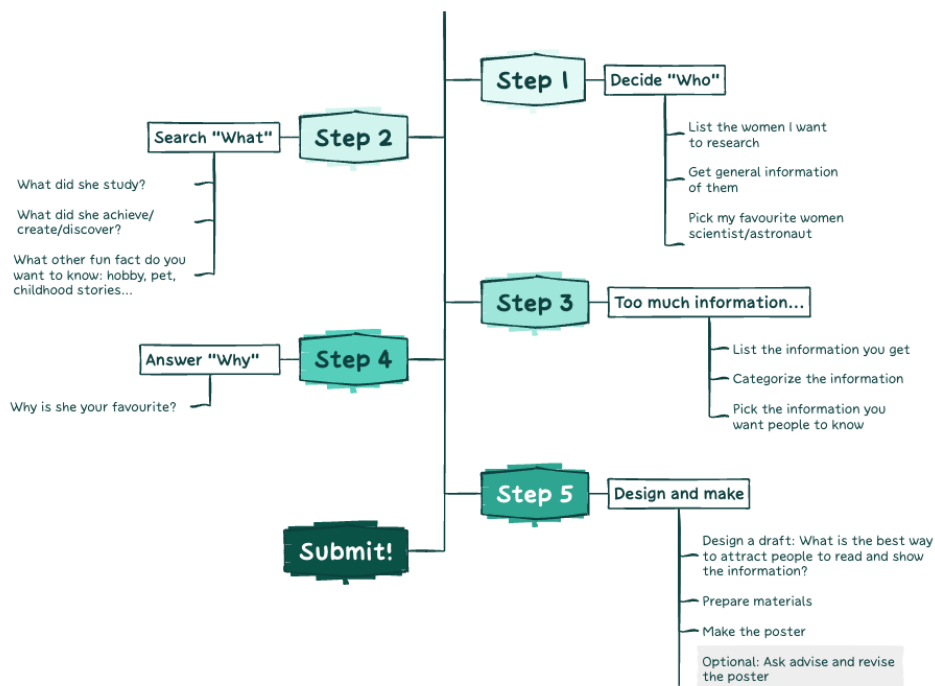 Step 1
Decide "Who"
List the women I want
to research
Get general information
of them
Pick my favourite women
scientist/astronaut
Step 2
Search "What"
What did she study?
What did she achieve/
create/discover?
What other fun fact do you
want to know: hobby, pet,
childhood stories...
Step 3
Too much information...
List the information you get
Categorize the information
Pick the information you
want people to know
Step 4
Answer "Why"
Why is she your favourite?
Step 5
Design and make
Design a draft: What is the best way
to attract people to read and show
the information?
Prepare materials
Make the poster
Optional: Ask advise and revise
the poster
Submit!